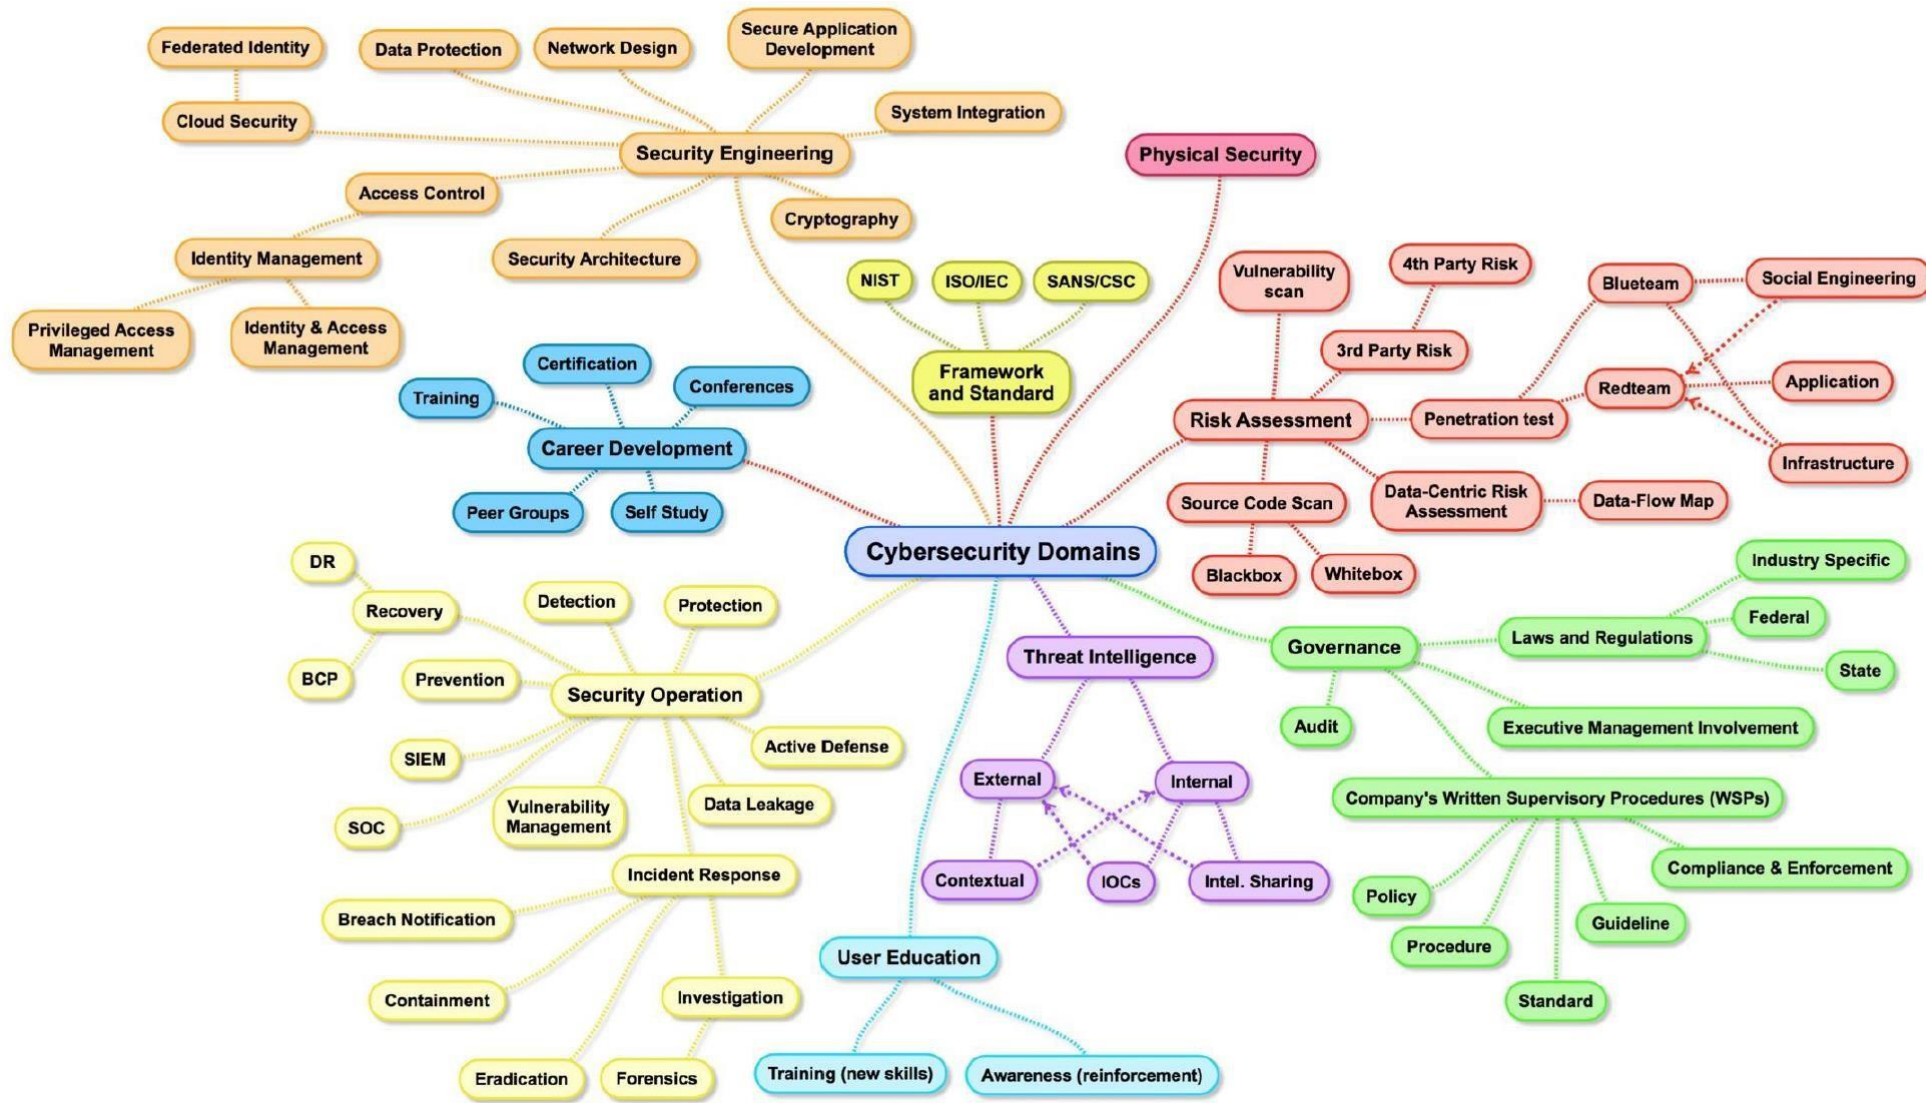 Federated Identity
Data Protection
Network Design
Secure Application
Development
Cloud Security
System Integration
Security Engineering
Access Control
Cryptography
Identity Management
Security Architecture
Privileged Access
Management
Identity & Access
Management
Physical Security
NIST
ISO/IEC
SANS/CSC
Framework
and Standard
Certification
Training
Conferences
Career Development
Peer Groups
Self Study
Vulnerability
scan
4th Party Risk
3rd Party Risk
Blueteam
Social Engineering
Redteam
Application
Risk Assessment
Penetration test
Infrastructure
Source Code Scan
Data-Centric Risk
Assessment
Data-Flow Map
Blackbox
Whitebox
Cybersecurity Domains
DR
Recovery
BCP
Detection
Protection
Prevention
Security Operation
SIEM
Active Defense
SOC
Vulnerability
Management
Data Leakage
Incident Response
Breach Notification
Containment
Investigation
Eradication
Forensics
Threat Intelligence
External
Internal
Contextual
IOCs
Intel. Sharing
User Education
Training (new skills)
Awareness (reinforcement)
Industry Specific
Federal
Laws and Regulations
State
Governance
Audit
Executive Management Involvement
Company's Written Supervisory Procedures (WSPs)
Compliance & Enforcement
Policy
Guideline
Procedure
Standard